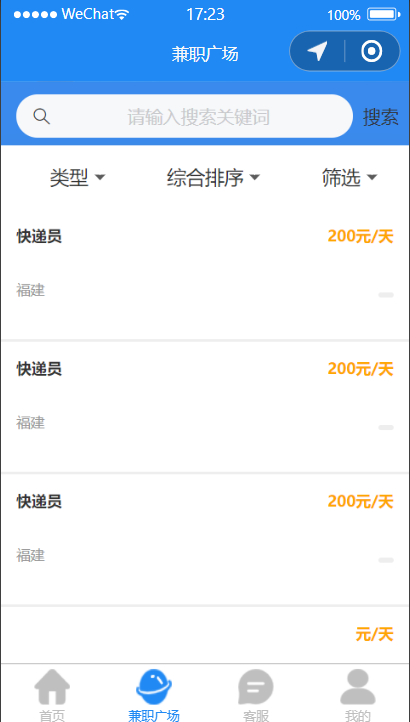 WeChat 17:23 100%
兼职广场
请输入搜索关键词 搜索
类型 综合排序 筛选
快递员 200元/天
福建
快递员 200元/天
福建
快递员 200元/天
福建
元/天
首页 兼职广场 客服 我的